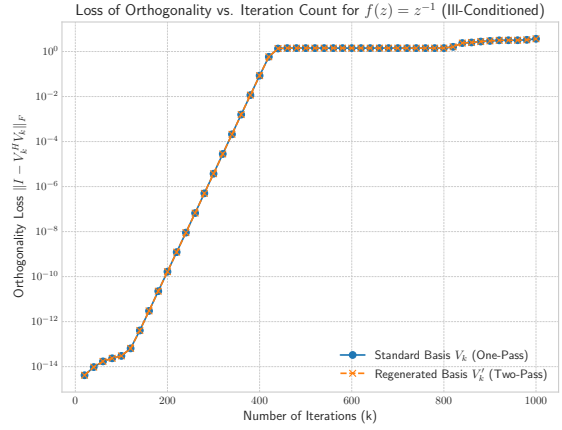 Loss of Orthogonality vs. Iteration Count for $f(z) = z^{-1}$ (Ill-Conditioned)
Orthogonality Loss $\|I - V_k^H V_k\|_F$
$10^0$
$10^{-2}$
$10^{-4}$
$10^{-6}$
$10^{-8}$
$10^{-10}$
$10^{-12}$
$10^{-14}$
Standard Basis $V_k$ (One-Pass)
Regenerated Basis $V_k'$ (Two-Pass)
0 200 400 600 800 1000
Number of Iterations (k)